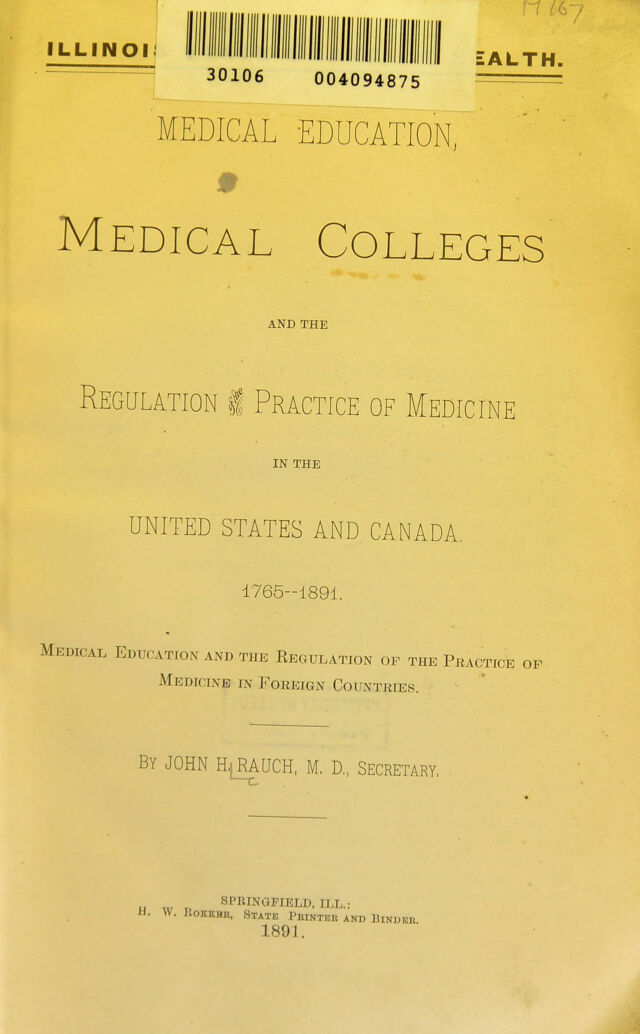 M167
ILLINOI
EALTH.
30106 004094875
MEDICAL EDUCATION,
MEDICAL COLLEGES
AND THE
REGULATION OF PRACTICE OF MEDICINE
IN THE
UNITED STATES AND CANADA.
1765--1891.
MEDICAL EDUCATION AND THE REGULATION OF THE PRACTICE OF
MEDICINE IN FOREIGN COUNTRIES.
BY JOHN H. RAUCH, M. D., SECRETARY.
SPRINGFIELD, ILL.:
H. W. ROKKER, STATE PRINTER AND BINDER.
1891.